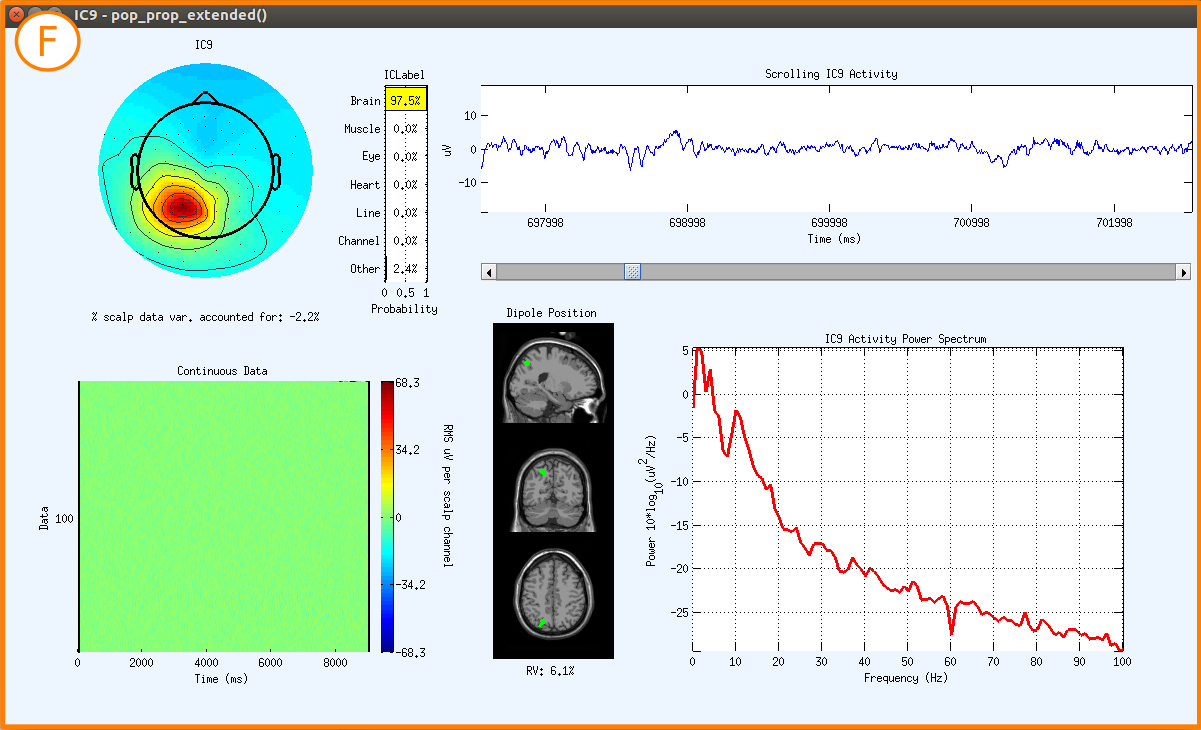 IC9 - pop_prop_extended()
F
IC9
ICLabel
Brain 97.5%
Muscle 0.0%
Eye 0.0%
Heart 0.0%
Line 0.0%
Channel 0.0%
Other 2.4%
0 0.5 1
Probability
% scalp data var. accounted for: -2.2%
Scrolling IC9 Activity
uV
10
0
-10
697998 698998 699998 700998 701998
Time (ms)
Continuous Data
Data
100
0 2000 4000 6000 8000
Time (ms)
68.3
34.2
0
-34.2
-68.3
RMS uV per scalp channel
Dipole Position
RV: 6.1%
IC9 Activity Power Spectrum
Power 10*log10(uV2/Hz)
5
0
-5
-10
-15
-20
-25
0 10 20 30 40 50 60 70 80 90 100
Frequency (Hz)